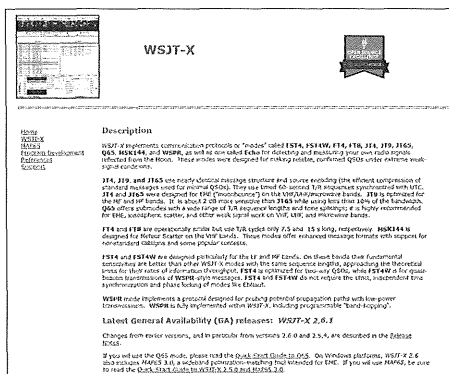 WSJT-X
Home
WSJT-X
MAP65
Program Development
References
Support
Description
WSJT-X implements communication protocols or "modes" called FST4, FST4W, FT4, FT8, JT4, JT9, JT65,
Q65, MSK144, and WSPR, as well as one called Echo for detecting and measuring your own radio signals
reflected from the Moon. These modes were designed for making reliable, confirmed QSOs under extreme weak-
signal conditions.
JT4, JT9, and JT65 use nearly identical message structure and source encoding (the efficient compression of
standard messages used for minimal QSOs). They use timed 60-second T/R sequences synchronized with UTC.
JT4 and JT65 were designed for EME ("moonbounce") on the VHF/UHF/microwave bands. JT9 is optimized for
the MF and HF bands. It is about 2 dB more sensitive than JT65 while using less than 10% of the bandwidth.
Q65 offers submodes with a wide range of T/R sequence lengths and tone spacings; it is highly recommended
for EME, ionospheric scatter, and other weak signal work on VHF, UHF, and microwave bands.
FT4 and FT8 are operationally similar but use T/R cycles only 7.5 and 15 s long, respectively. MSK144 is
designed for Meteor Scatter on the VHF bands. These modes offer enhanced message formats with support for
nonstandard callsigns and some popular contests.
FST4 and FST4W are designed particularly for the LF and MF bands. On these bands their fundamental
sensitivities are better than other WSJT-X modes with the same sequence lengths, approaching the theoretical
limits for their rates of information throughput. FST4 is optimized for two-way QSOs, while FST4W is for quasi-
beacon transmissions of WSPR-style messages. FST4 and FST4W do not require the strict, independent time
synchronization and phase locking of modes like EbNaut.
WSPR mode implements a protocol designed for probing potential propagation paths with low-power
transmissions. WSPR is fully implemented within WSJT-X, including programmable "band-hopping".
Latest General Availability (GA) releases: WSJT-X 2.6.1
Changes from earlier versions, and in particular from versions 2.6.0 and 2.5.4, are described in the Release
Notes.
If you will use the Q65 mode, please read the Quick-Start Guide to Q65. On Windows platforms, WSJT-X 2.6
also includes MAP65 3.0, a wideband polarization-matching tool intended for EME. If you will use MAP65, be sure
to read the Quick-Start Guide to WSJT-X 2.5.0 and MAP65 3.0.